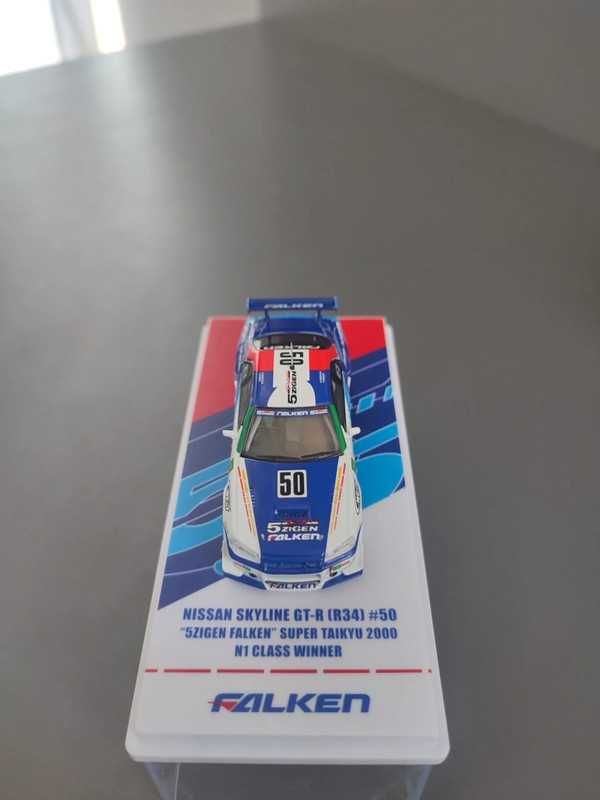 FALKEN
50
5ZIGEN
FALKEN
50
5ZIGEN
FALKEN
FALKEN
NISSAN SKYLINE GT-R (R34) #50
"5ZIGEN FALKEN" SUPER TAIKYU 2000
N1 CLASS WINNER
FALKEN